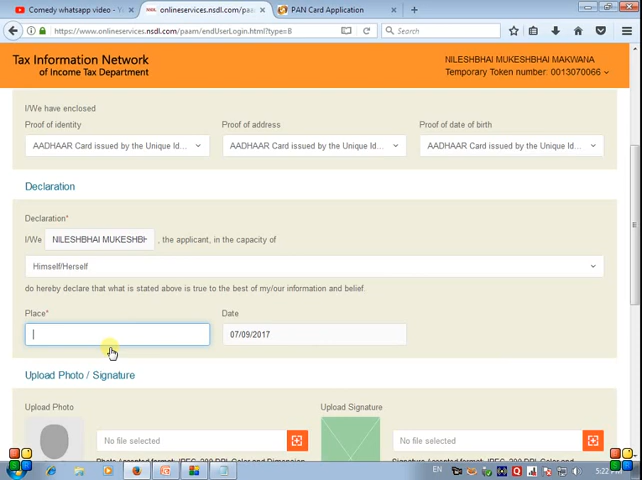 Comedy whatsapp video - Y...
onlineservices.nsdl.com/paam...
PAN Card Application
https://www.onlineservices.nsdl.com/paam/endUserLogin.html?type=B
Search
Tax Information Network
of Income Tax Department
NILESHBHAI MUKESHBHAI MAKWANA
Temporary Token number: 0013070066
I/We have enclosed
Proof of identity
Proof of address
Proof of date of birth
AADHAAR Card issued by the Unique Id...
AADHAAR Card issued by the Unique Id...
AADHAAR Card issued by the Unique Id...
Declaration
Declaration*
I/We NILESHBHAI MUKESHBH , the applicant, in the capacity of
Himself/Herself
do hereby declare that what is stated above is true to the best of my/our information and belief.
Place*
Date
07/09/2017
Upload Photo / Signature
Upload Photo
Upload Signature
No file selected
No file selected
EN
5:22 PM